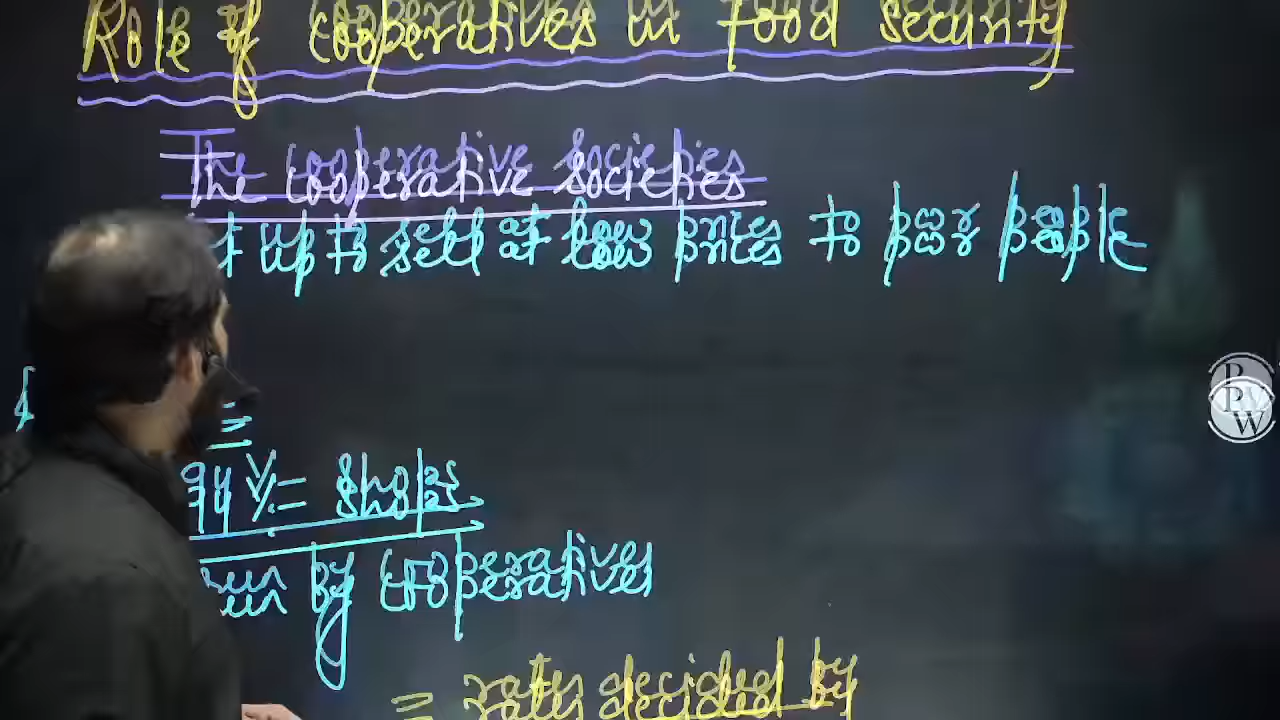 Role of Cooperatives in food security
The Cooperative Societies
up to sell at low prices to poor people
94%= shops
run by Cooperatives
= rates decided by
PW